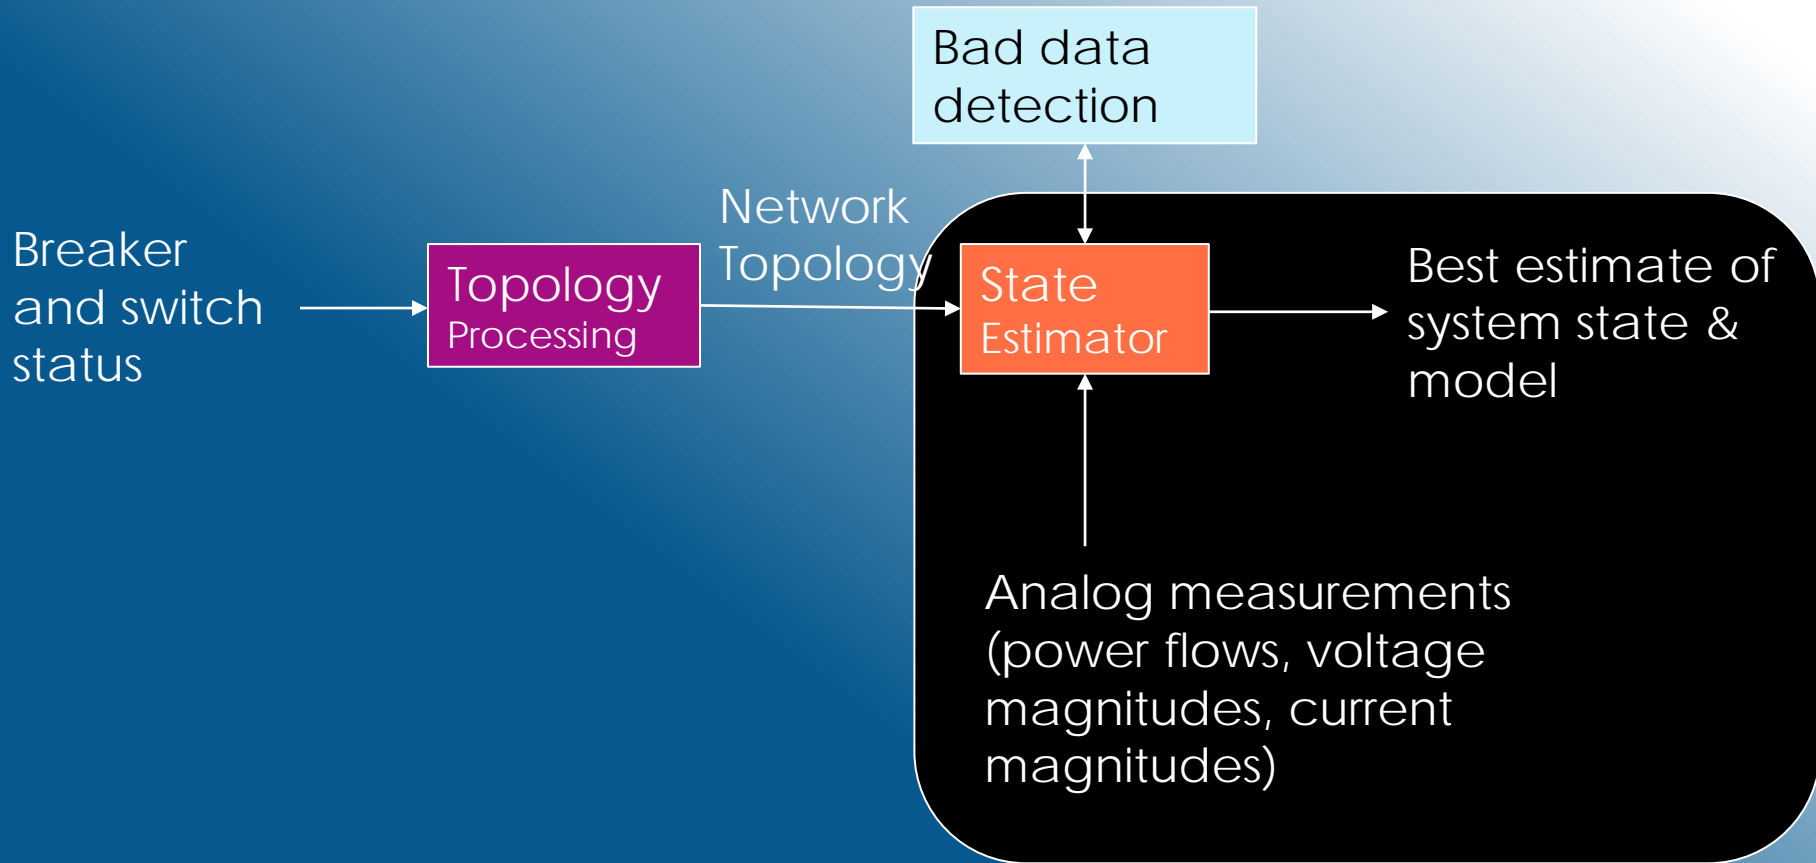 Bad data
detection
Breaker
and switch
status
Topology
Processing
Network
Topology
State
Estimator
Best estimate of
system state &
model
Analog measurements
(power flows, voltage
magnitudes, current
magnitudes)